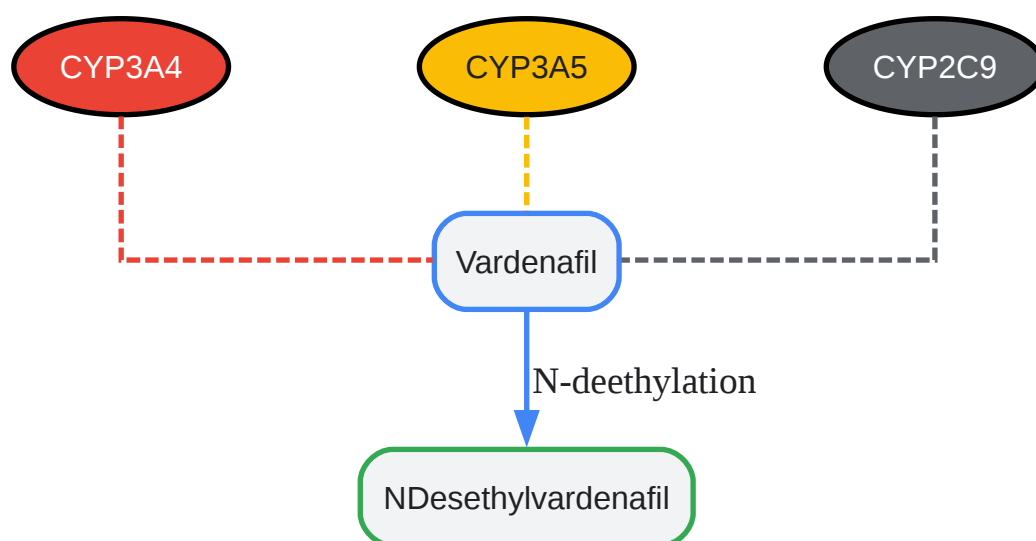 CYP3A4
CYP3A5
CYP2C9
Vardenafil
N-deethylation
NDesethylvardenafil